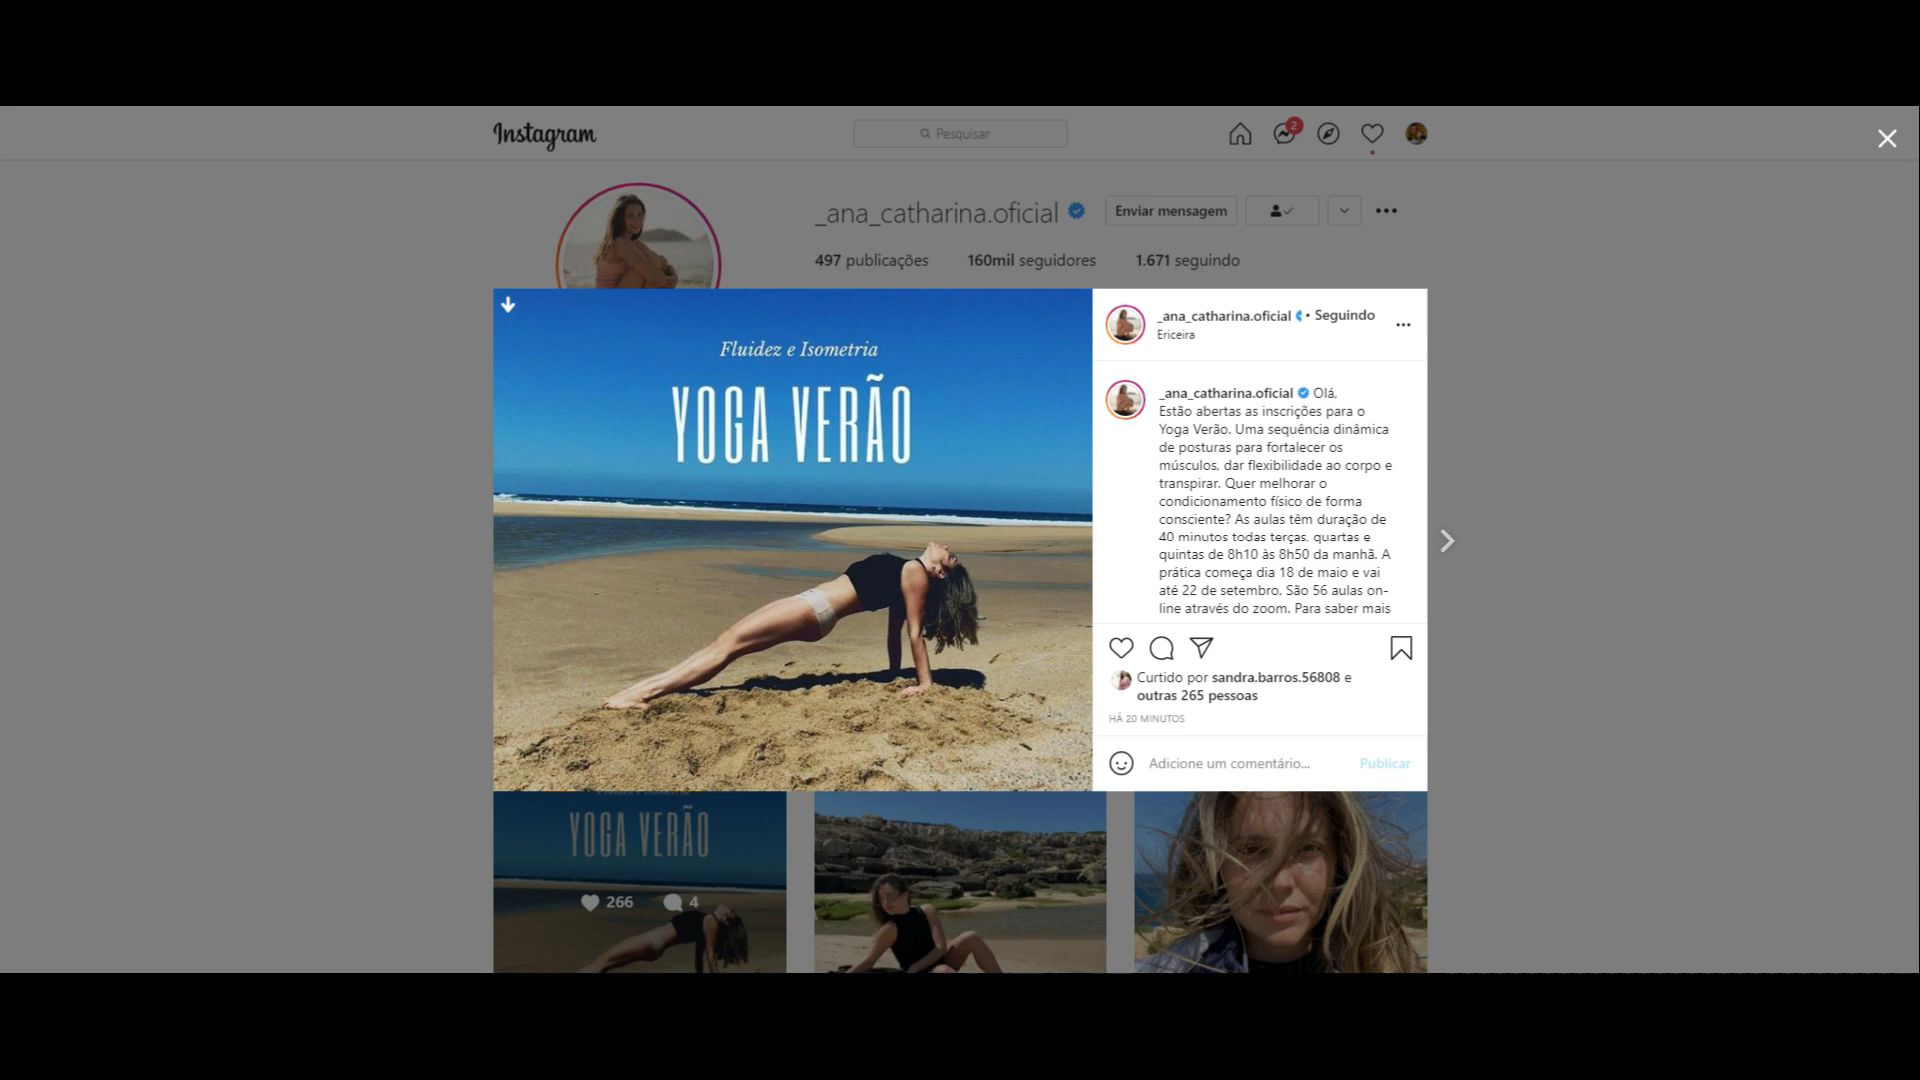 Instagram
Pesquisar
2
_ana_catharina.oficial
Enviar mensagem
497 publicações
160mil seguidores
1.671 seguindo
Fluidez e Isometria
YOGA VERÃO
_ana_catharina.oficial • Seguindo
Ericeira
_ana_catharina.oficial Olá,
Estão abertas as inscrições para o
Yoga Verão. Uma sequência dinâmica
de posturas para fortalecer os
músculos, dar flexibilidade ao corpo e
transpirar. Quer melhorar o
condicionamento físico de forma
consciente? As aulas têm duração de
40 minutos todas terças, quartas e
quintas de 8h10 às 8h50 da manhã. A
prática começa dia 18 de maio e vai
até 22 de setembro. São 56 aulas on-
line através do zoom. Para saber mais
Curtido por sandra.barros.56808 e
outras 265 pessoas
HÁ 20 MINUTOS
Adicione um comentário...
Publicar
YOGA VERÃO
266
4